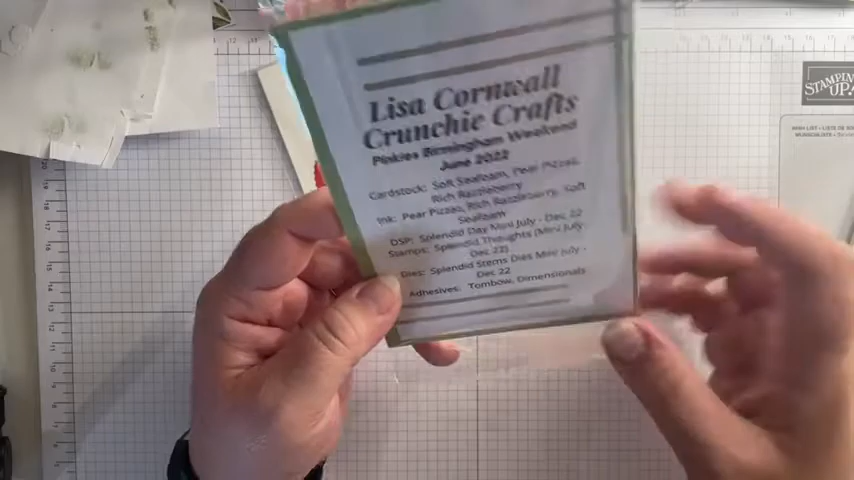 Lisa Cornwall
Crunchie Crafts
Pinkies Birmingham Weekend
June 2022
Cardstock: Soft Seafoam, Pear Pizzaz,
Rich Razzleberry
Ink: Pear Pizzaz, Rich Razzleberry, Soft
Seafoam
DSP: Splendid Day Mini July - Dec 22
Stamps: Splendid Thoughts (Mini July -
Dec 22)
Dies: Splendid Stems Dies Mini July -
Dec 22
Adhesives: Tombow, Dimensionals
STAMPIN'
UP!